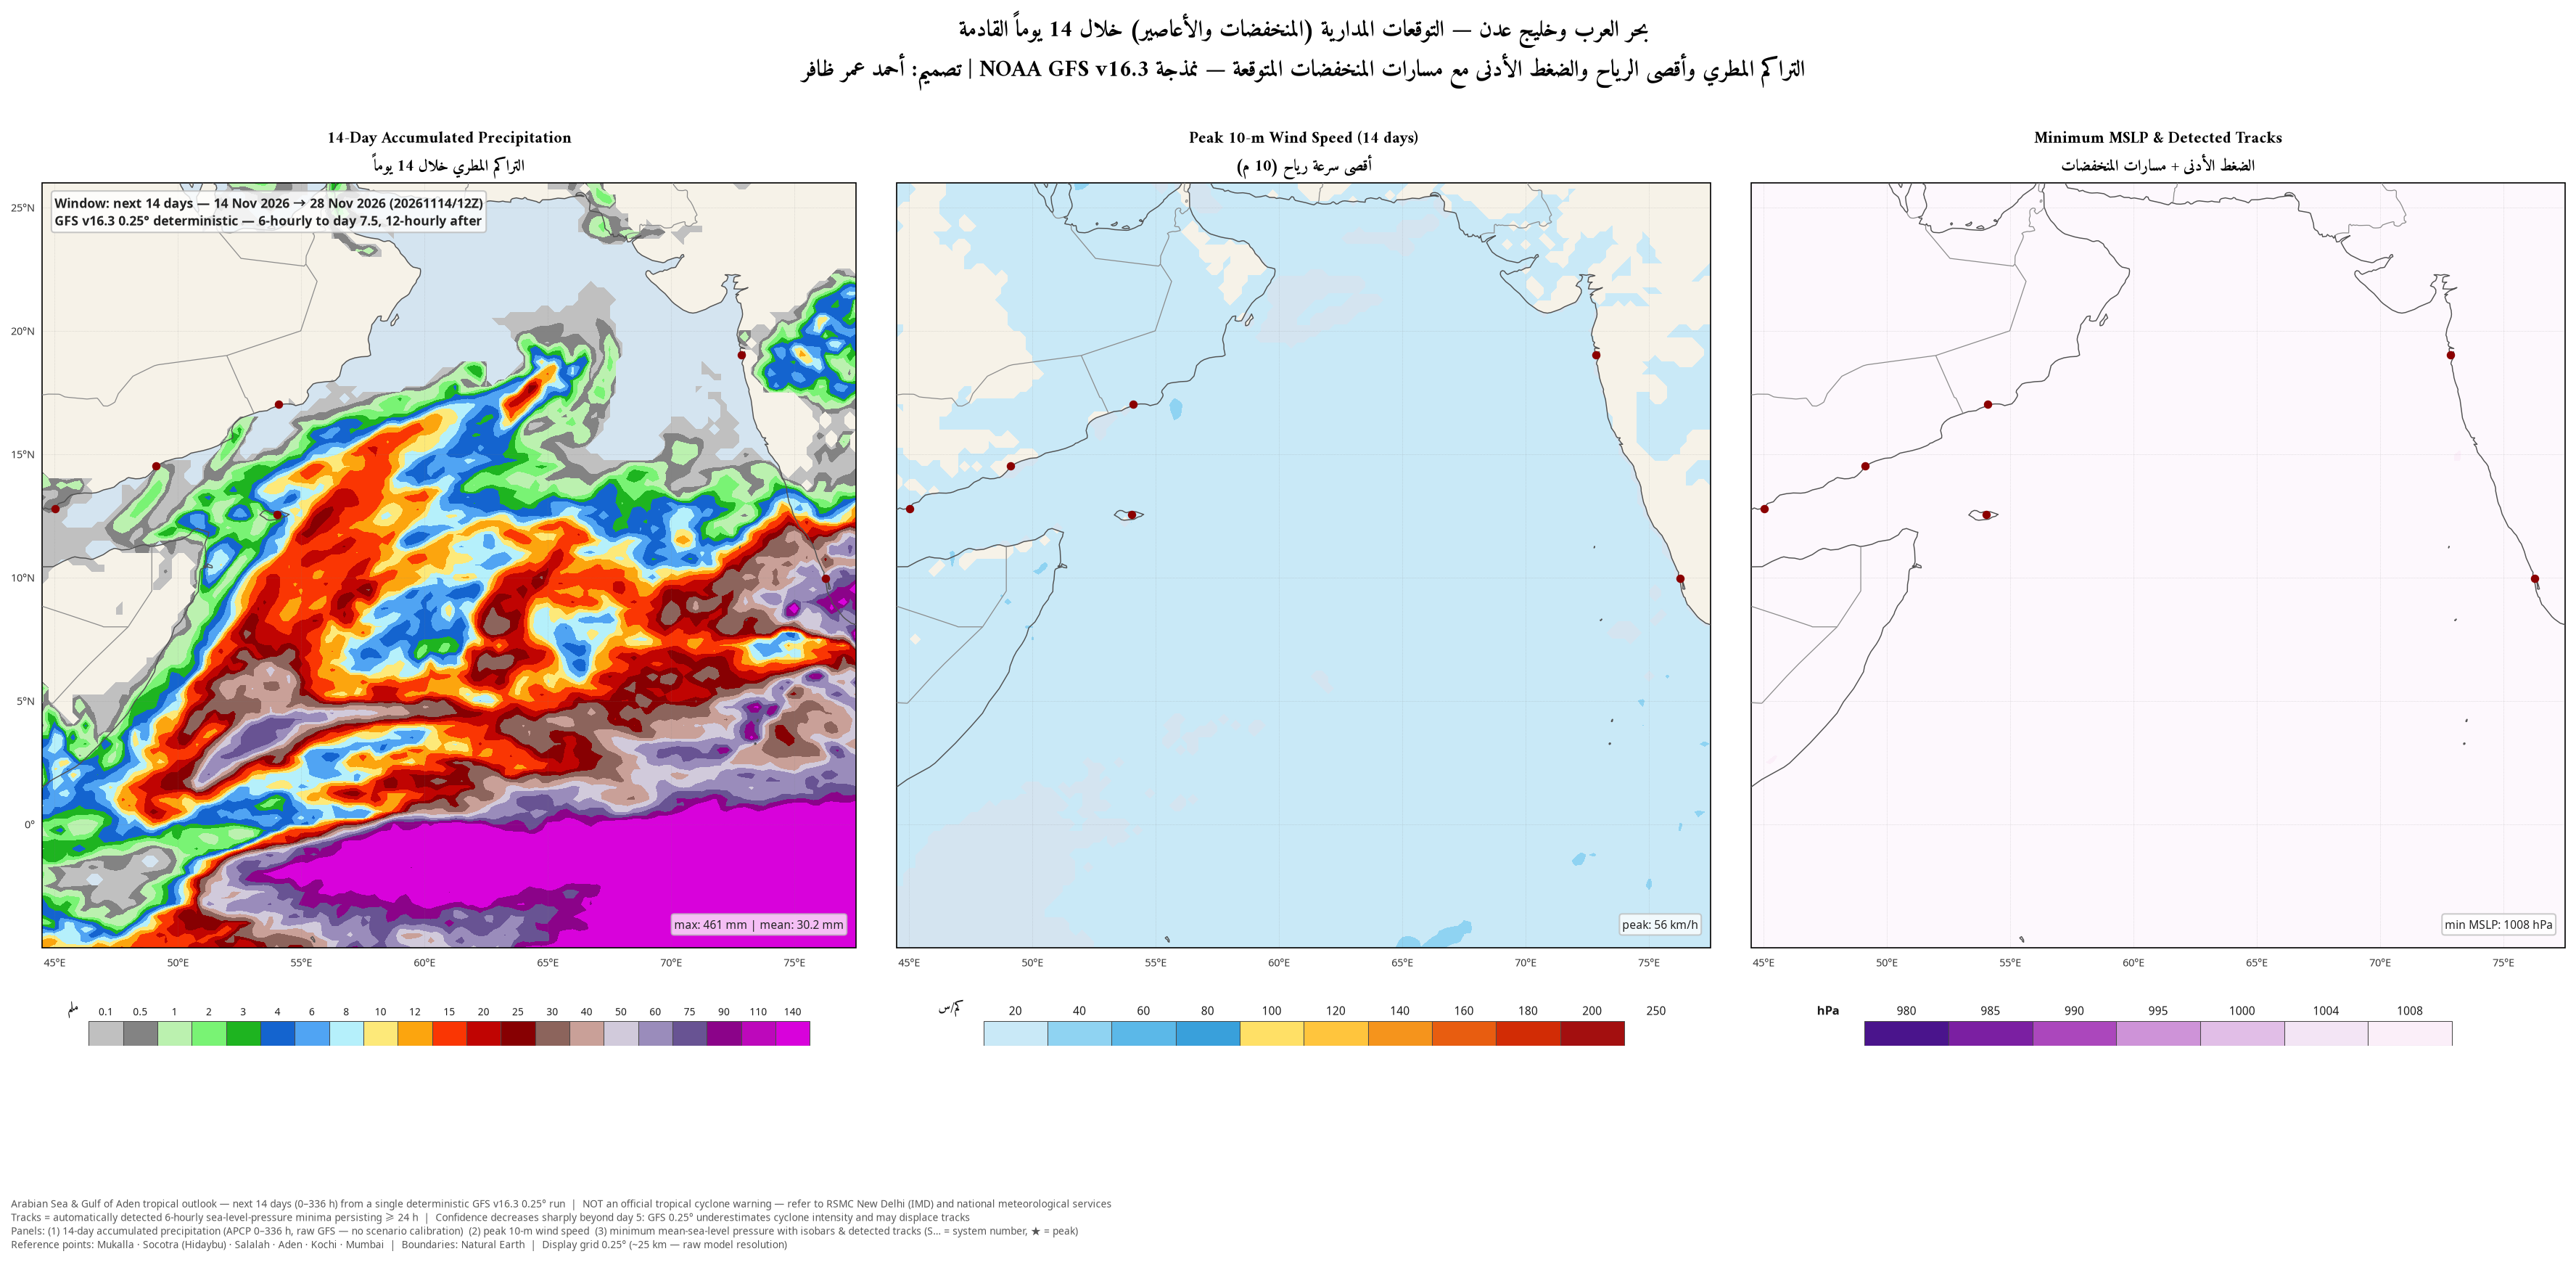 بحر العرب وخليج عدن — التوقعات المدارية (المنخفضات والأعاصير) خلال 14 يوماً القادمة
التراكم المطري وأقصى الرياح والضغط الأدنى مع مسارات المنخفضات المتوقعة — نمذجة NOAA GFS v16.3 | تصميم: أحمد عمر ظافر
14-Day Accumulated Precipitation
التراكم المطري خلال 14 يوماً
Window: next 14 days — 14 Nov 2026 → 28 Nov 2026 (20261114/12Z)
GFS v16.3 0.25° deterministic — 6-hourly to day 7.5, 12-hourly after
25°N
20°N
15°N
10°N
5°N
0°
max: 461 mm | mean: 30.2 mm
45°E 50°E 55°E 60°E 65°E 70°E 75°E
ملم 0.1 0.5 1 2 3 4 6 8 10 12 15 20 25 30 40 50 60 75 90 110 140
Peak 10-m Wind Speed (14 days)
أقصى سرعة رياح (10 م)
peak: 56 km/h
45°E 50°E 55°E 60°E 65°E 70°E 75°E
كم/س 20 40 60 80 100 120 140 160 180 200 250
Minimum MSLP & Detected Tracks
الضغط الأدنى + مسارات المنخفضات
min MSLP: 1008 hPa
45°E 50°E 55°E 60°E 65°E 70°E 75°E
hPa 980 985 990 995 1000 1004 1008
Arabian Sea & Gulf of Aden tropical outlook — next 14 days (0–336 h) from a single deterministic GFS v16.3 0.25° run | NOT an official tropical cyclone warning — refer to RSMC New Delhi (IMD) and national meteorological services
Tracks = automatically detected 6-hourly sea-level-pressure minima persisting ⩾ 24 h | Confidence decreases sharply beyond day 5: GFS 0.25° underestimates cyclone intensity and may displace tracks
Panels: (1) 14-day accumulated precipitation (APCP 0–336 h, raw GFS — no scenario calibration) (2) peak 10-m wind speed (3) minimum mean-sea-level pressure with isobars & detected tracks (S... = system number, ★ = peak)
Reference points: Mukalla · Socotra (Hidaybu) · Salalah · Aden · Kochi · Mumbai | Boundaries: Natural Earth | Display grid 0.25° (~25 km — raw model resolution)